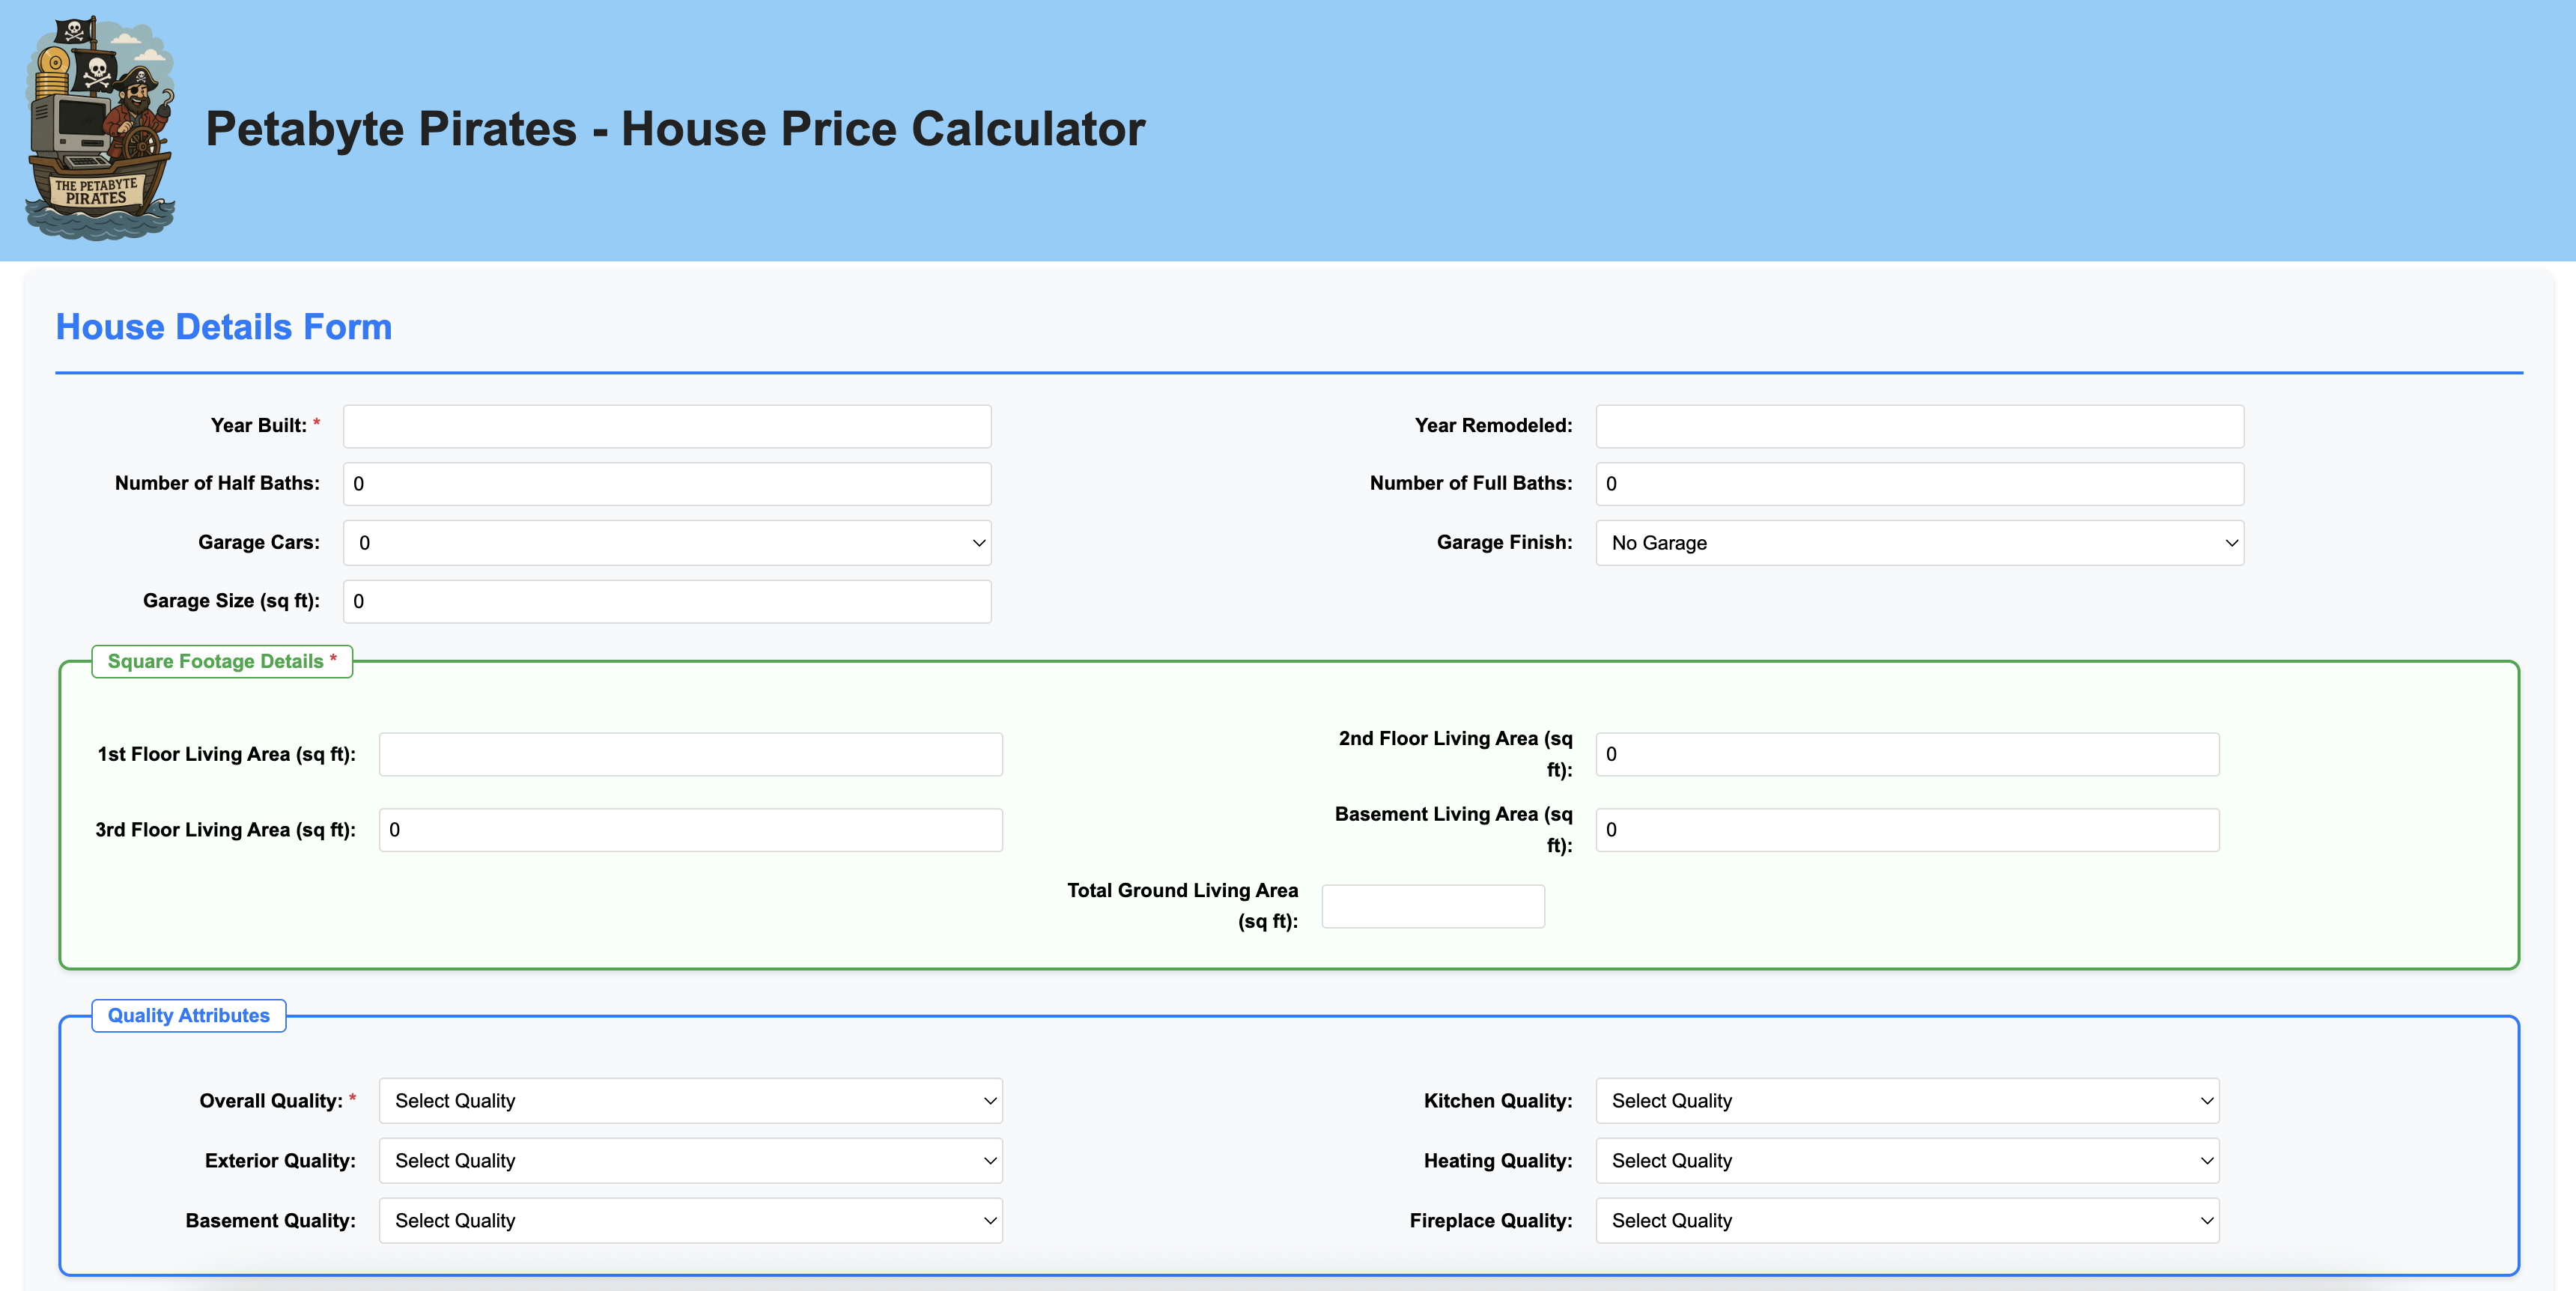 THE PETABYTE
PIRATES
Petabyte Pirates - House Price Calculator
House Details Form
Year Built: *
Year Remodeled:
Number of Half Baths: 0
Number of Full Baths: 0
Garage Cars: 0
Garage Finish: No Garage
Garage Size (sq ft): 0
Square Footage Details *
1st Floor Living Area (sq ft):
2nd Floor Living Area (sq
ft): 0
3rd Floor Living Area (sq ft): 0
Basement Living Area (sq
ft): 0
Total Ground Living Area
(sq ft):
Quality Attributes
Overall Quality: * Select Quality
Kitchen Quality: Select Quality
Exterior Quality: Select Quality
Heating Quality: Select Quality
Basement Quality: Select Quality
Fireplace Quality: Select Quality